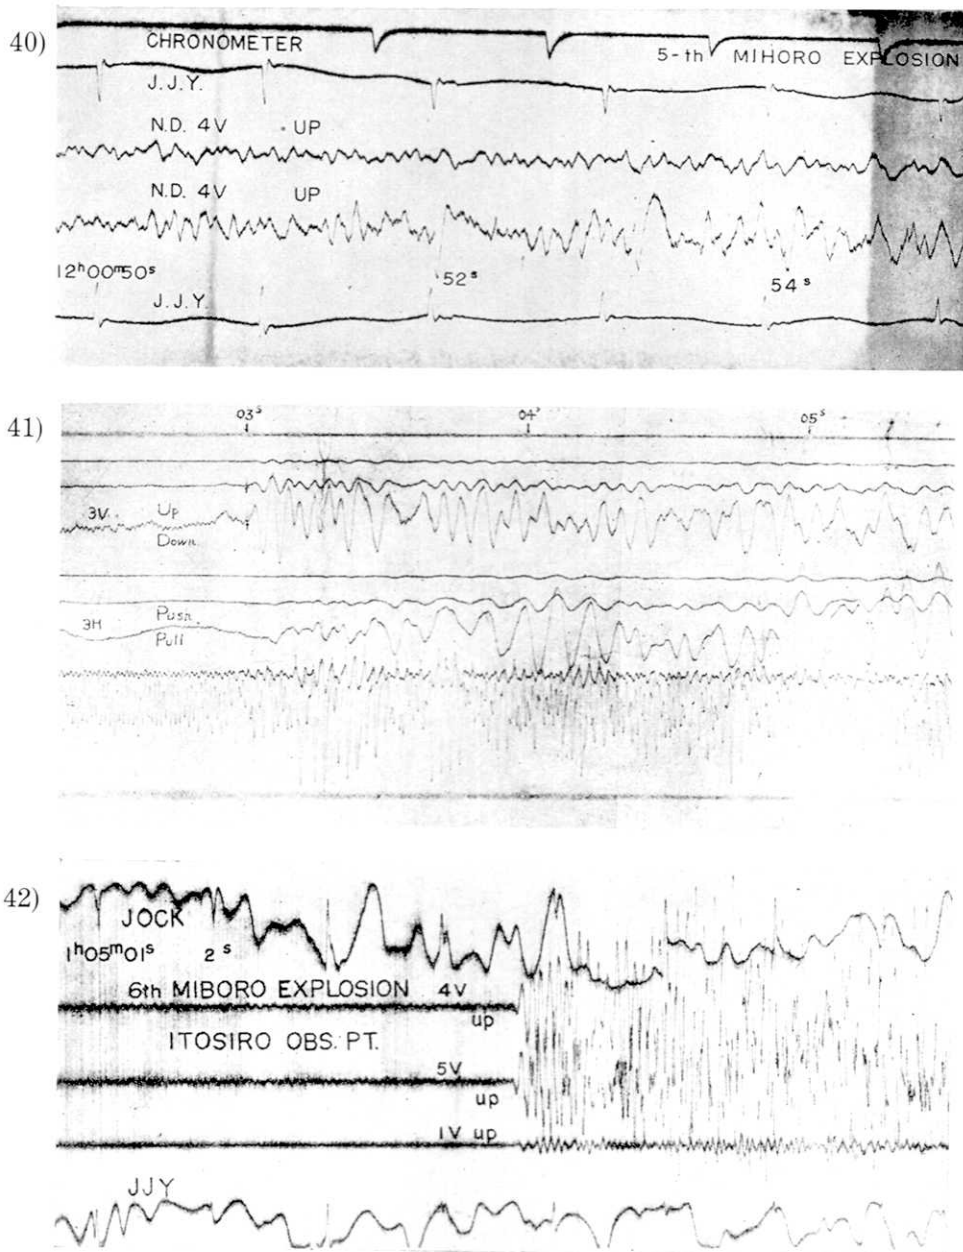 40)
CHRONOMETER
5-th MIHORO EXPLOSION
J.J.Y.
N.D. 4V UP
N.D. 4V UP
12ʰ00ᵐ50ˢ 52ˢ 54ˢ
J.J.Y.
41)
03ˢ 04ˢ 05ˢ
3V Up
Down
3H Push
Pull
42)
JOCK
1ʰ05ᵐ01ˢ 2ˢ
6th MIBORO EXPLOSION 4V
up
ITOSIRO OBS. PT.
5V
up
1V up
JJY